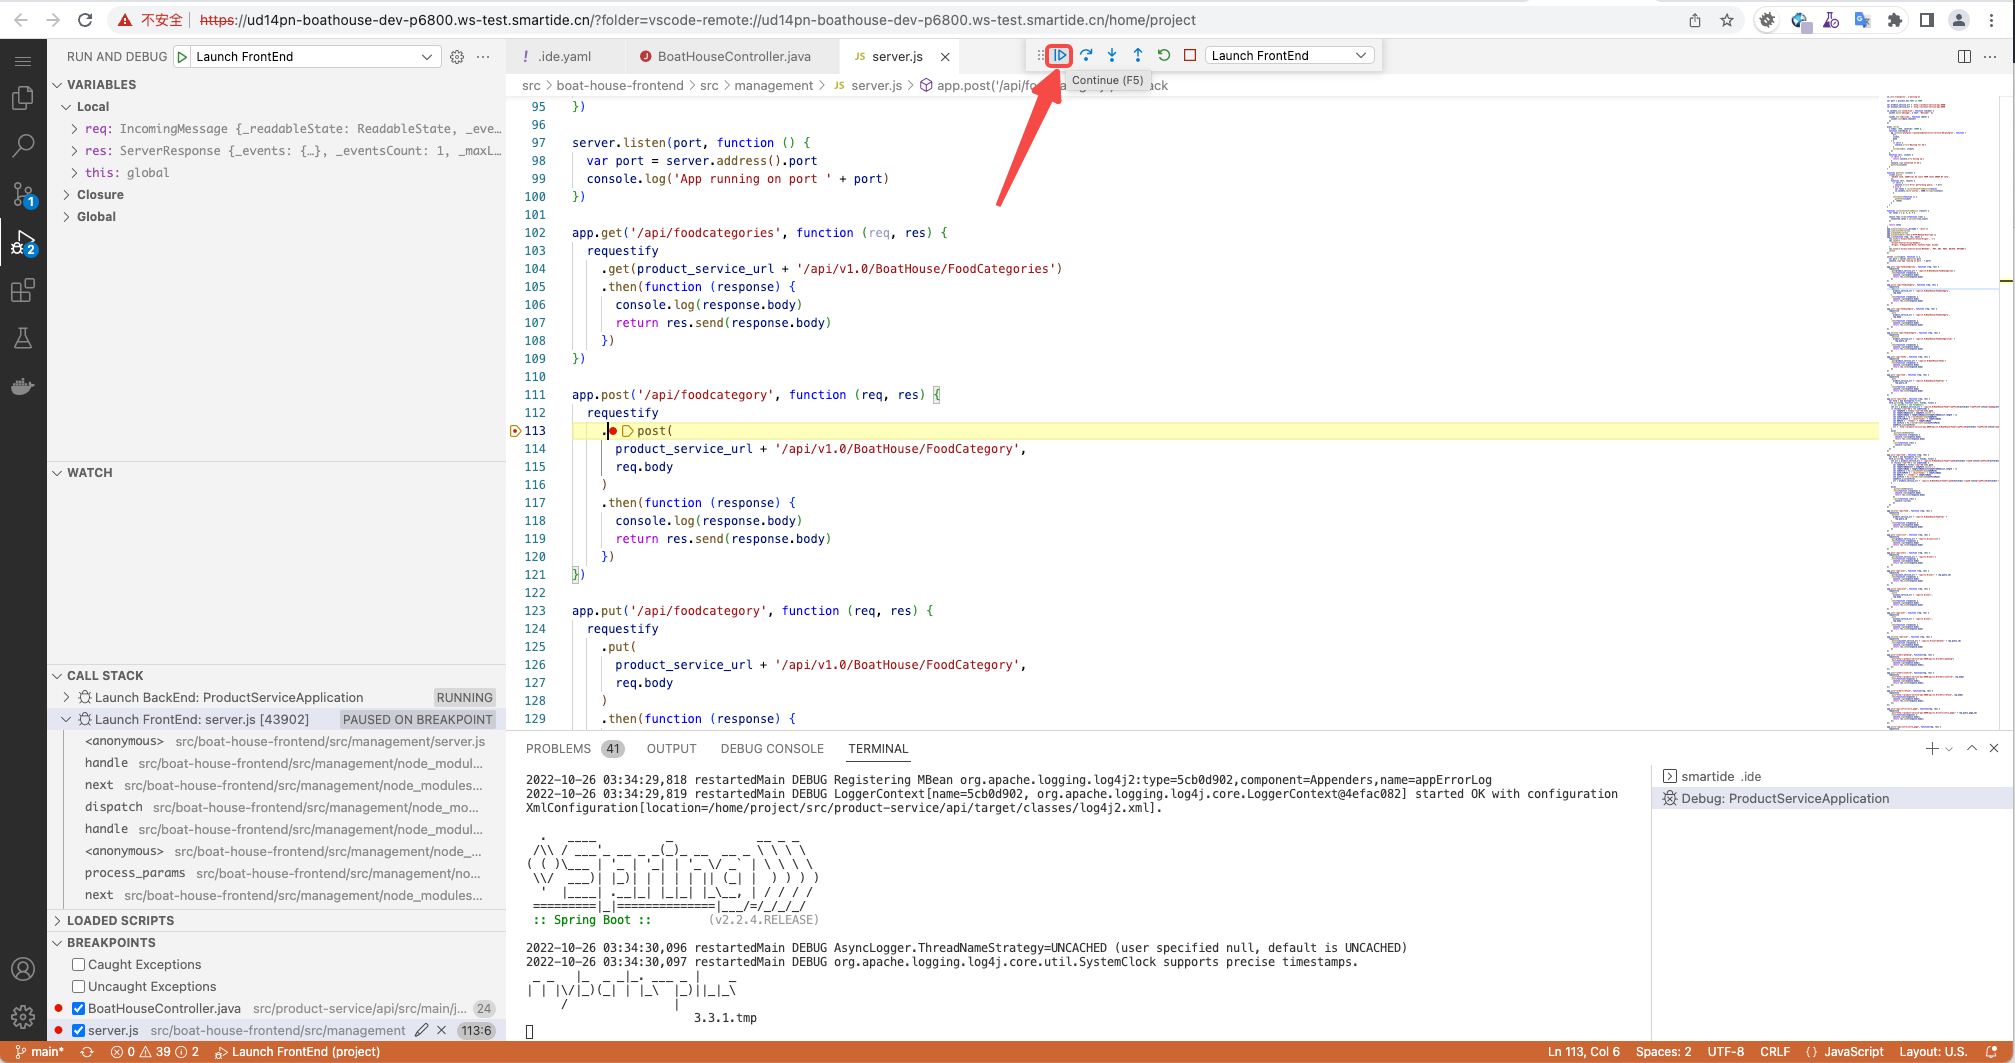 不安全 https://ud14pn-boathouse-dev-p6800.ws-test.smartide.cn/?folder=vscode-remote://ud14pn-boathouse-dev-p6800.ws-test.smartide.cn/home/project
RUN AND DEBUG Launch FrontEnd
! .ide.yaml J BoatHouseController.java JS server.js Launch FrontEnd
Continue (F5)
src > boat-house-frontend > src > management > JS server.js > app.post('/api/fo
VARIABLES
Local
req: IncomingMessage {_readableState: ReadableState, _eve...
res: ServerResponse {_events: {…}, _eventsCount: 1, _maxL...
this: global
Closure
Global
WATCH
CALL STACK
Launch BackEnd: ProductServiceApplication RUNNING
Launch FrontEnd: server.js [43902] PAUSED ON BREAKPOINT
<anonymous> src/boat-house-frontend/src/management/server.js
handle src/boat-house-frontend/src/management/node_modul...
next src/boat-house-frontend/src/management/node_modules...
dispatch src/boat-house-frontend/src/management/node_mo...
handle src/boat-house-frontend/src/management/node_modul...
<anonymous> src/boat-house-frontend/src/management/node_...
process_params src/boat-house-frontend/src/management/no...
next src/boat-house-frontend/src/management/node_modules...
LOADED SCRIPTS
BREAKPOINTS
Caught Exceptions
Uncaught Exceptions
BoatHouseController.java src/product-service/api/src/main/j... 24
server.js src/boat-house-frontend/src/management 113:6
1
2
95 })
96
97 server.listen(port, function () {
98 var port = server.address().port
99 console.log('App running on port ' + port)
100 })
101
102 app.get('/api/foodcategories', function (req, res) {
103 requestify
104 .get(product_service_url + '/api/v1.0/BoatHouse/FoodCategories')
105 .then(function (response) {
106 console.log(response.body)
107 return res.send(response.body)
108 })
109 })
110
111 app.post('/api/foodcategory', function (req, res) {
112 requestify
113 .post(
114 product_service_url + '/api/v1.0/BoatHouse/FoodCategory',
115 req.body
116 )
117 .then(function (response) {
118 console.log(response.body)
119 return res.send(response.body)
120 })
121 })
122
123 app.put('/api/foodcategory', function (req, res) {
124 requestify
125 .put(
126 product_service_url + '/api/v1.0/BoatHouse/FoodCategory',
127 req.body
128 )
129 .then(function (response) {
PROBLEMS 41 OUTPUT DEBUG CONSOLE TERMINAL
2022-10-26 03:34:29,818 restartedMain DEBUG Registering MBean org.apache.logging.log4j2:type=5cb0d902,component=Appenders,name=appErrorLog
2022-10-26 03:34:29,819 restartedMain DEBUG LoggerContext[name=5cb0d902, org.apache.logging.log4j.core.LoggerContext@4efac082] started OK with configuration
XmlConfiguration[location=/home/project/src/product-service/api/target/classes/log4j2.xml].
:: Spring Boot :: (v2.2.4.RELEASE)
2022-10-26 03:34:30,096 restartedMain DEBUG AsyncLogger.ThreadNameStrategy=UNCACHED (user specified null, default is UNCACHED)
2022-10-26 03:34:30,097 restartedMain DEBUG org.apache.logging.log4j.core.util.SystemClock supports precise timestamps.
3.3.1.tmp
smartide .ide
Debug: ProductServiceApplication
main* 0 39 2 Launch FrontEnd (project) Ln 113, Col 6 Spaces: 2 UTF-8 CRLF {} JavaScript Layout: U.S.